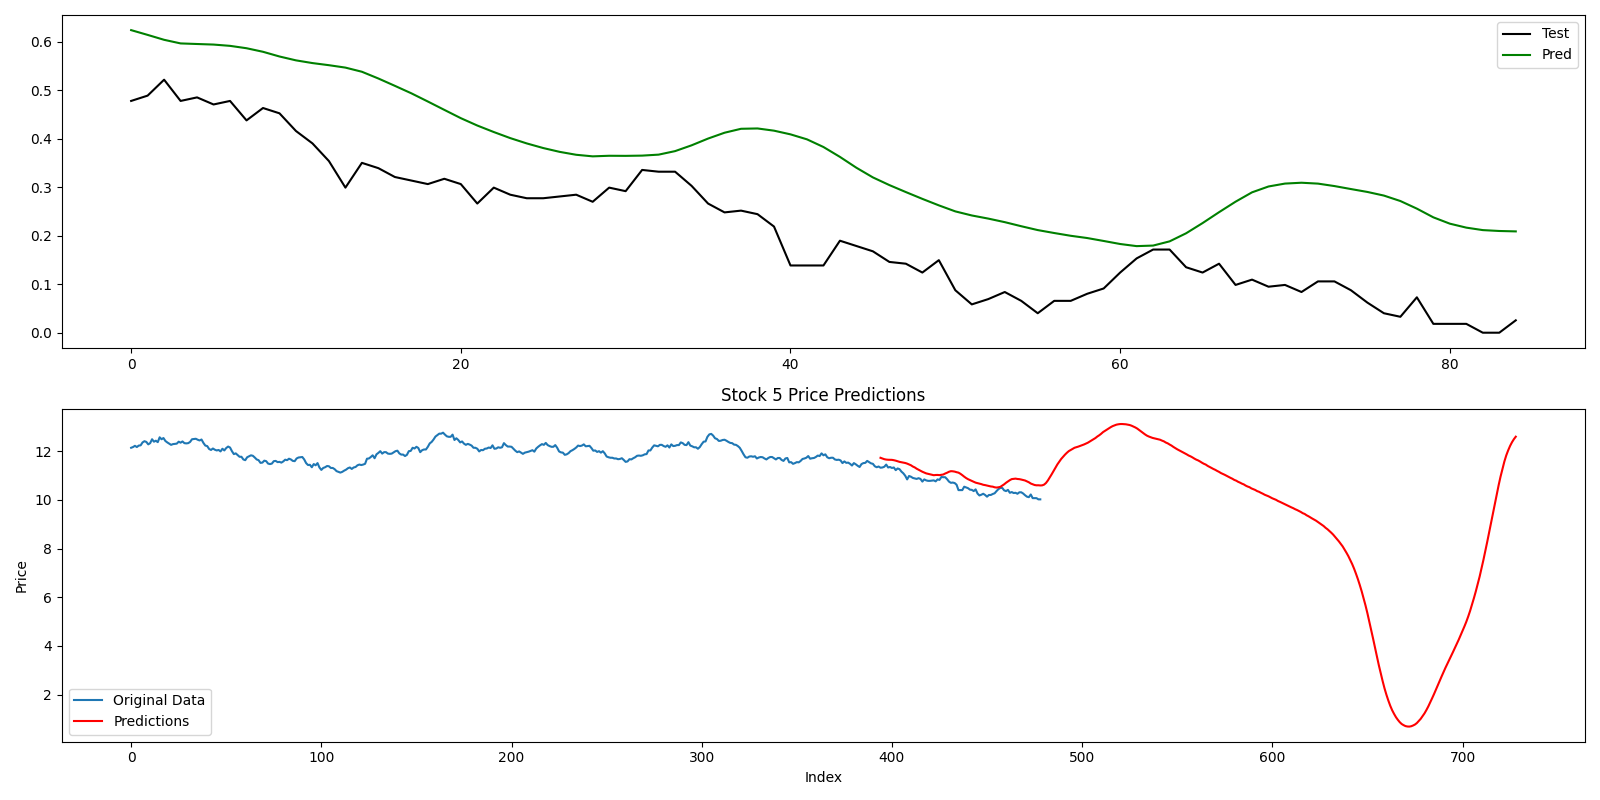 0.6
0.5
0.4
0.3
0.2
0.1
0.0
Test
Pred
0 20 40 60 80
Stock 5 Price Predictions
Price
12
10
8
6
4
2
Original Data
Predictions
0 100 200 300 400 500 600 700
Index